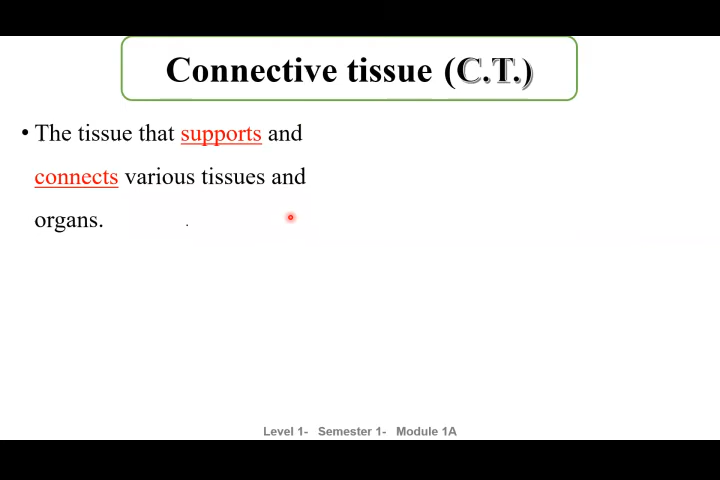 Connective tissue (C.T.)
• The tissue that supports and
connects various tissues and
organs.
Level 1- Semester 1- Module 1A